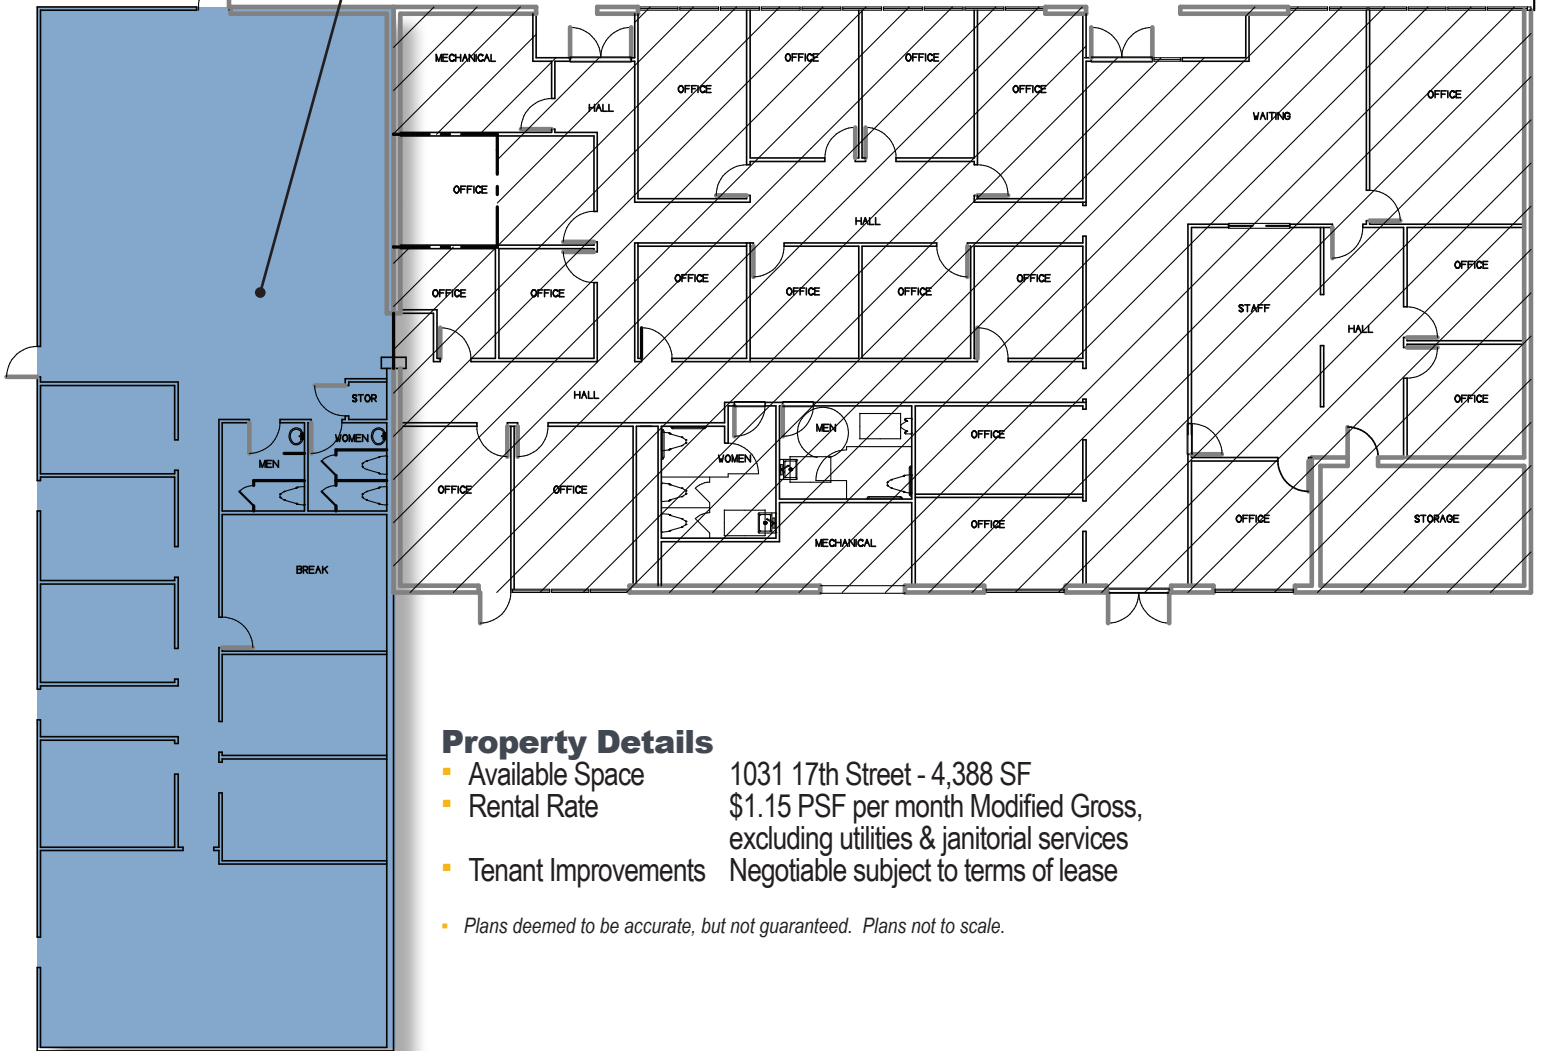 MECHANICAL
HALL
OFFICE
OFFICE
OFFICE
OFFICE
WAITING
OFFICE
OFFICE
HALL
OFFICE
OFFICE
OFFICE
OFFICE
OFFICE
OFFICE
STAFF
HALL
OFFICE
OFFICE
STOR
HALL
OFFICE
MEN
WOMEN
WOMEN
MEN
OFFICE
OFFICE
OFFICE
OFFICE
MECHANICAL
OFFICE
STORAGE
BREAK
Property Details
▪ Available Space 1031 17th Street - 4,388 SF
▪ Rental Rate $1.15 PSF per month Modified Gross,
excluding utilities & janitorial services
▪ Tenant Improvements Negotiable subject to terms of lease
▪ Plans deemed to be accurate, but not guaranteed. Plans not to scale.